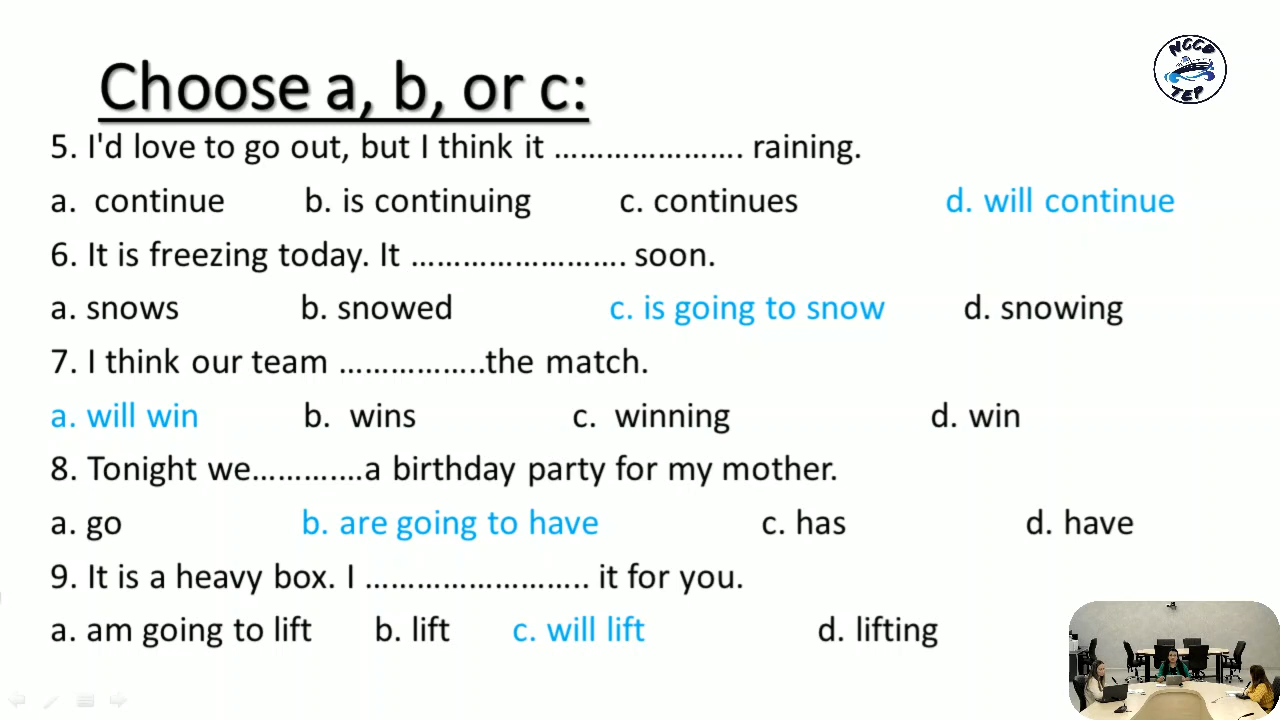 NCCD
TEP
Choose a, b, or c:
5. I'd love to go out, but I think it …………………. raining.
a. continue b. is continuing c. continues d. will continue
6. It is freezing today. It ……………………. soon.
a. snows b. snowed c. is going to snow d. snowing
7. I think our team ……………..the match.
a. will win b. wins c. winning d. win
8. Tonight we………….a birthday party for my mother.
a. go b. are going to have c. has d. have
9. It is a heavy box. I …………………….. it for you.
a. am going to lift b. lift c. will lift d. lifting